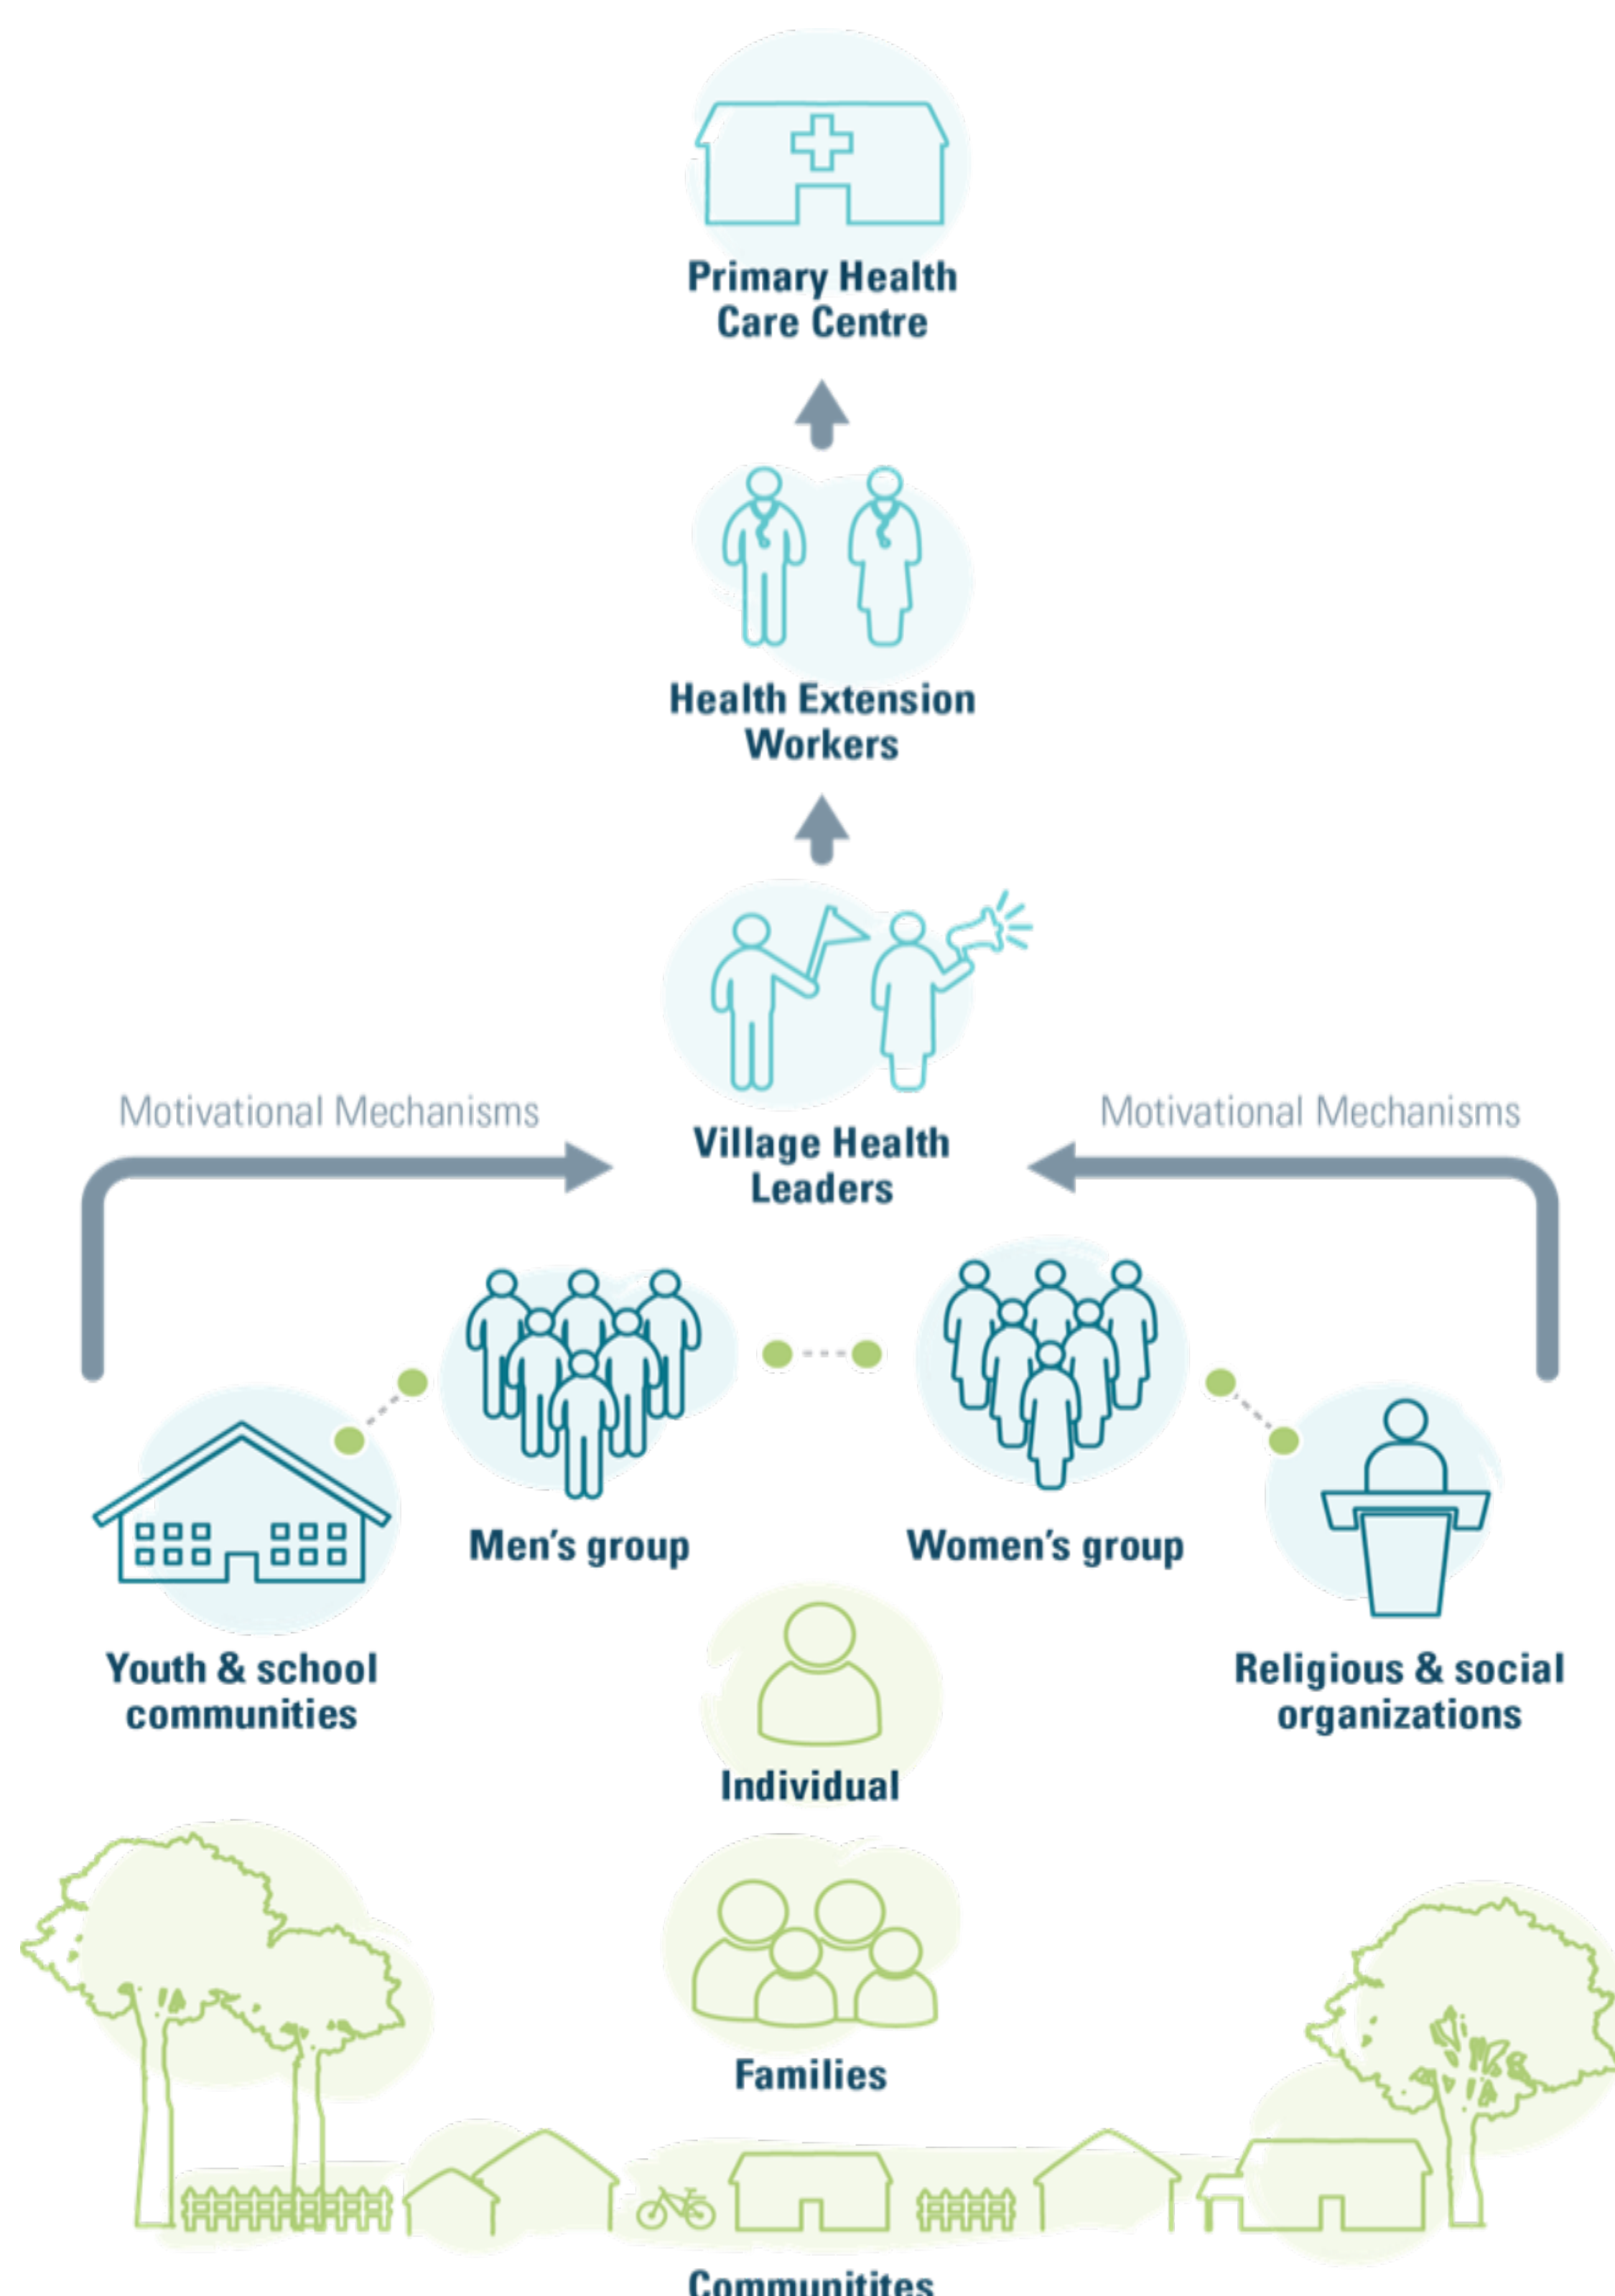 Primary Health
Care Centre
Health Extension
Workers
Motivational Mechanisms
Motivational Mechanisms
Village Health
Leaders
Men's group
Women's group
Youth & school
communities
Religious & social
organizations
Individual
Families
Communitites